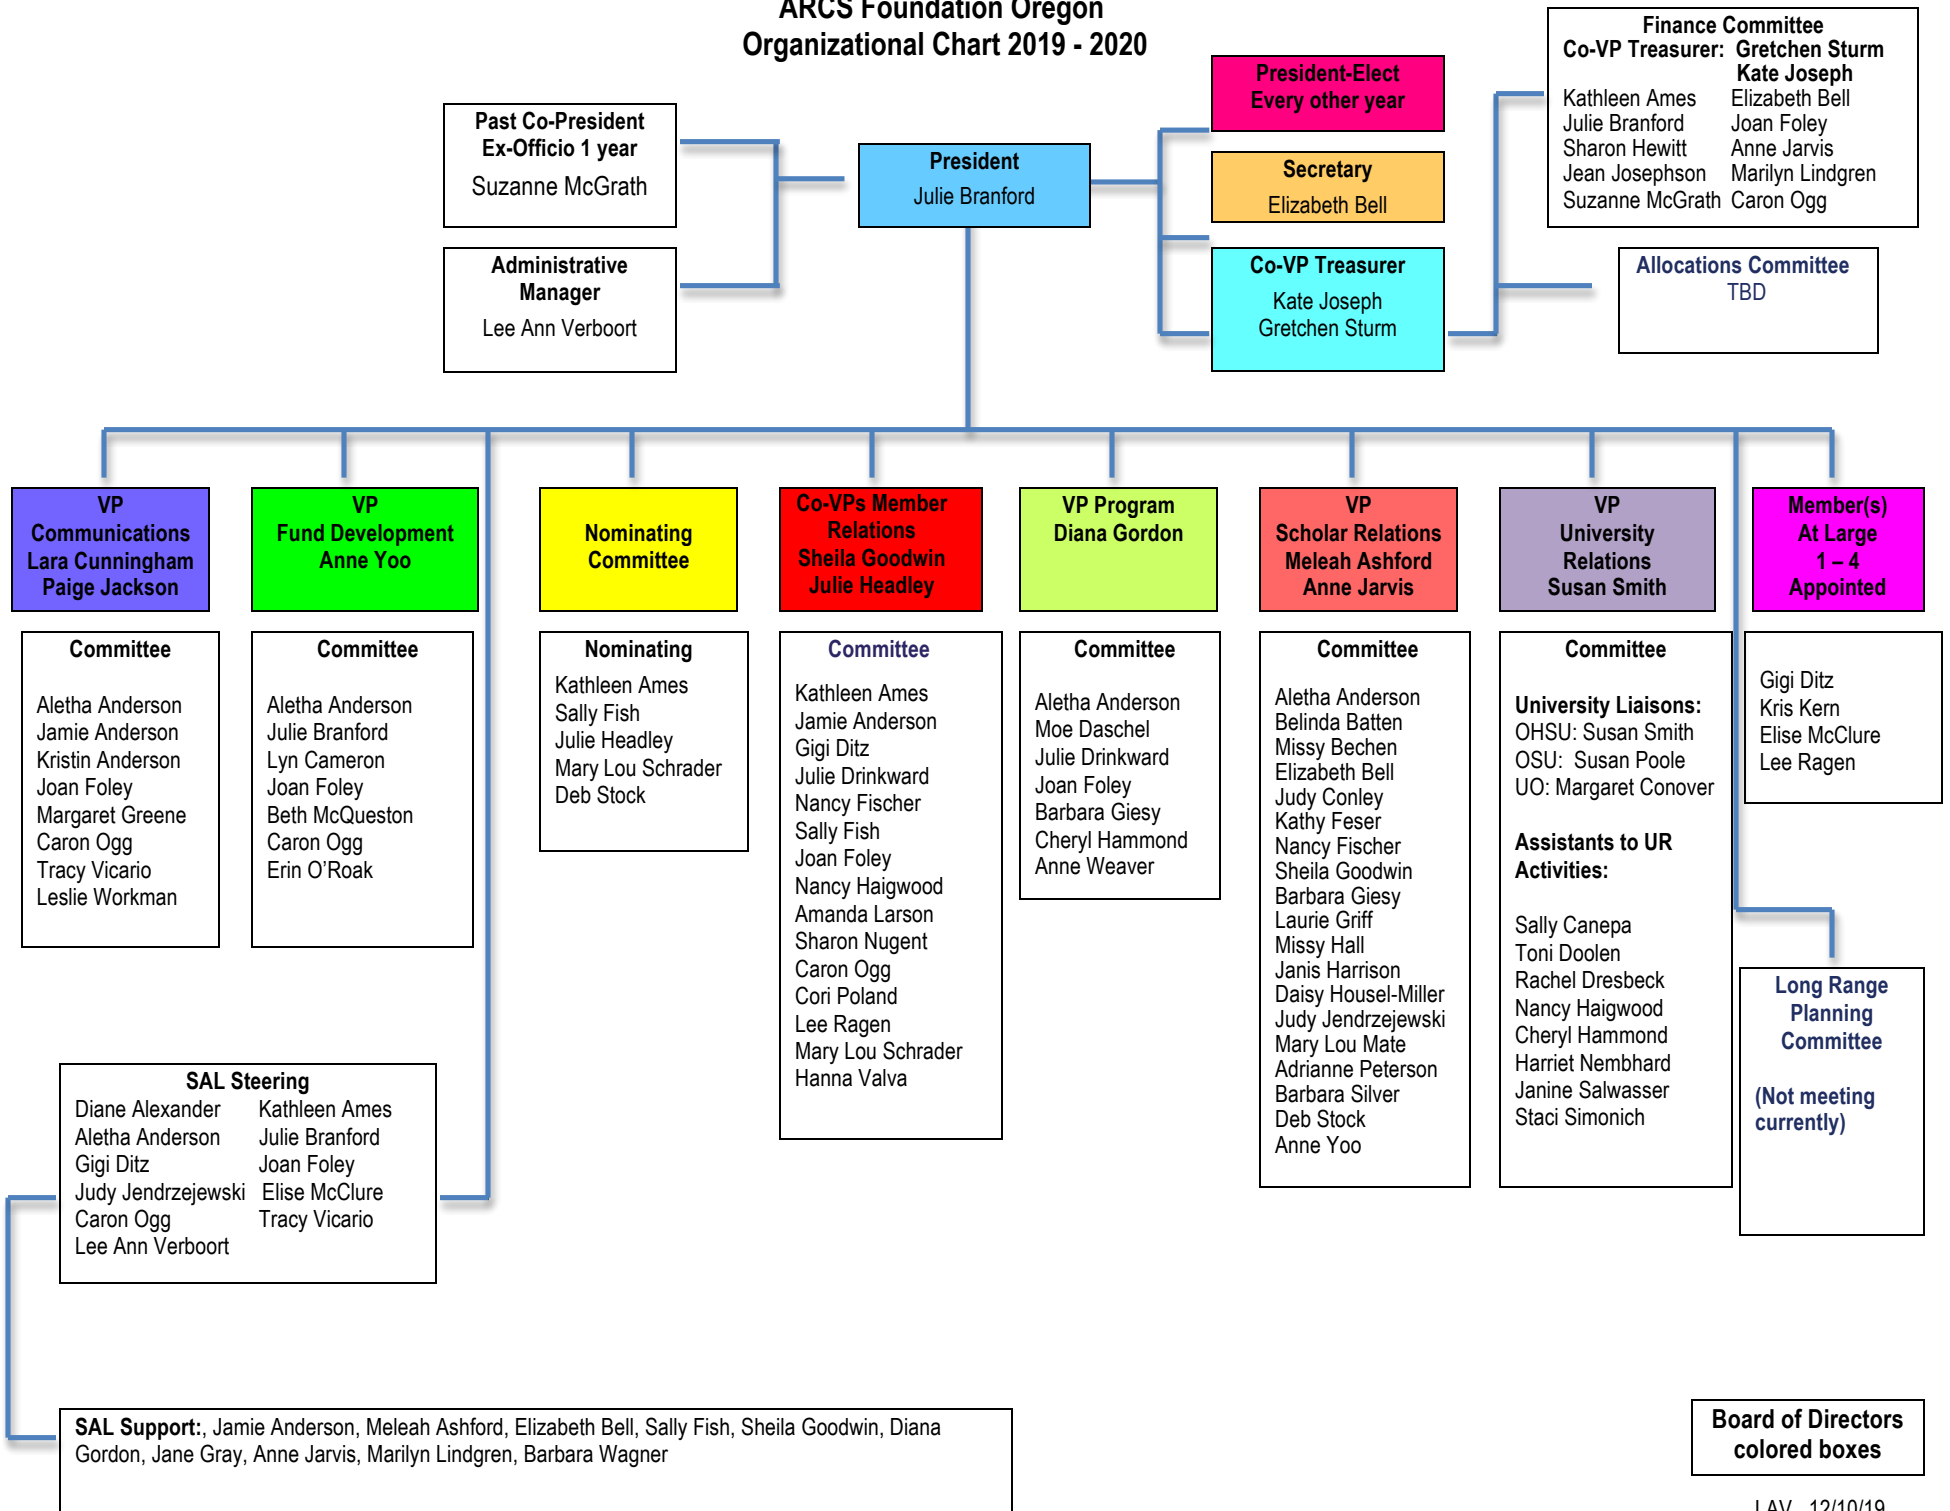 ARCS Foundation Oregon
Organizational Chart 2019 - 2020
Finance Committee
Co-VP Treasurer: Gretchen Sturm
Kate Joseph
Kathleen Ames Elizabeth Bell
Julie Branford Joan Foley
Sharon Hewitt Anne Jarvis
Jean Josephson Marilyn Lindgren
Suzanne McGrath Caron Ogg
President-Elect
Every other year
Past Co-President
Ex-Officio 1 year
Suzanne McGrath
President
Julie Branford
Secretary
Elizabeth Bell
Administrative
Manager
Lee Ann Verboort
Co-VP Treasurer
Kate Joseph
Gretchen Sturm
Allocations Committee
TBD
VP
Communications
Lara Cunningham
Paige Jackson
VP
Fund Development
Anne Yoo
Nominating
Committee
Co-VPs Member
Relations
Sheila Goodwin
Julie Headley
VP Program
Diana Gordon
VP
Scholar Relations
Meleah Ashford
Anne Jarvis
VP
University
Relations
Susan Smith
Member(s)
At Large
1 – 4
Appointed
Committee
Aletha Anderson
Jamie Anderson
Kristin Anderson
Joan Foley
Margaret Greene
Caron Ogg
Tracy Vicario
Leslie Workman
Committee
Aletha Anderson
Julie Branford
Lyn Cameron
Joan Foley
Beth McQueston
Caron Ogg
Erin O’Roak
Nominating
Kathleen Ames
Sally Fish
Julie Headley
Mary Lou Schrader
Deb Stock
Committee
Kathleen Ames
Jamie Anderson
Gigi Ditz
Julie Drinkward
Nancy Fischer
Sally Fish
Joan Foley
Nancy Haigwood
Amanda Larson
Sharon Nugent
Caron Ogg
Cori Poland
Lee Ragen
Mary Lou Schrader
Hanna Valva
Committee
Aletha Anderson
Moe Daschel
Julie Drinkward
Joan Foley
Barbara Giesy
Cheryl Hammond
Anne Weaver
Committee
Aletha Anderson
Belinda Batten
Missy Bechen
Elizabeth Bell
Judy Conley
Kathy Feser
Nancy Fischer
Sheila Goodwin
Barbara Giesy
Laurie Griff
Missy Hall
Janis Harrison
Daisy Housel-Miller
Judy Jendrzejewski
Mary Lou Mate
Adrianne Peterson
Barbara Silver
Deb Stock
Anne Yoo
Committee
University Liaisons:
OHSU: Susan Smith
OSU: Susan Poole
UO: Margaret Conover
Assistants to UR
Activities:
Sally Canepa
Toni Doolen
Rachel Dresbeck
Nancy Haigwood
Cheryl Hammond
Harriet Nembhard
Janine Salwasser
Staci Simonich
Gigi Ditz
Kris Kern
Elise McClure
Lee Ragen
Long Range
Planning
Committee
(Not meeting
currently)
SAL Steering
Diane Alexander Kathleen Ames
Aletha Anderson Julie Branford
Gigi Ditz Joan Foley
Judy Jendrzejewski Elise McClure
Caron Ogg Tracy Vicario
Lee Ann Verboort
SAL Support:, Jamie Anderson, Meleah Ashford, Elizabeth Bell, Sally Fish, Sheila Goodwin, Diana
Gordon, Jane Gray, Anne Jarvis, Marilyn Lindgren, Barbara Wagner
Board of Directors
colored boxes
LAV 12/10/19